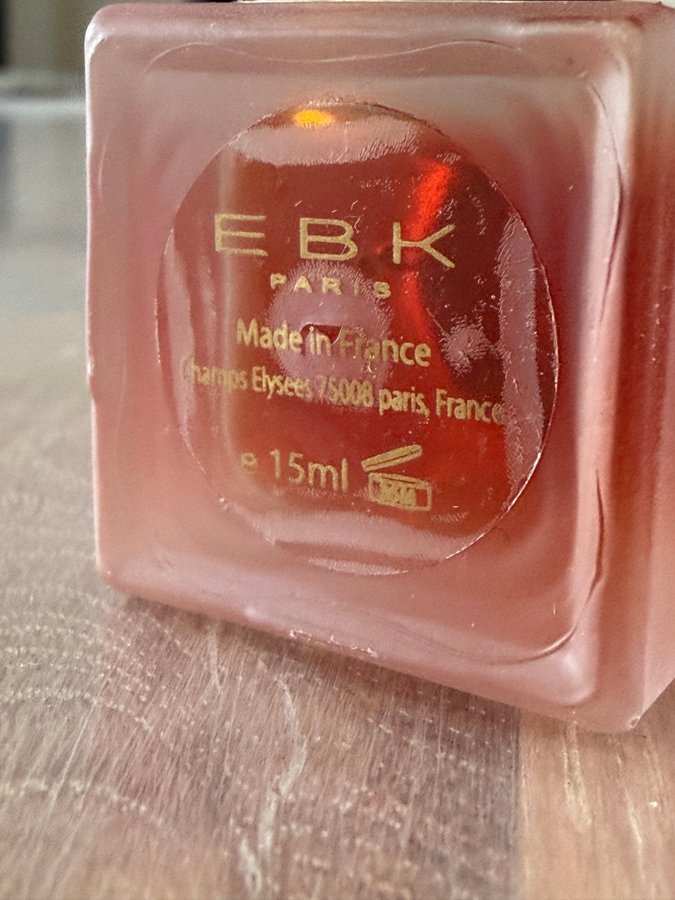 EBK
PARIS
Made in France
Champs Elysees 75008 paris, France
e 15ml